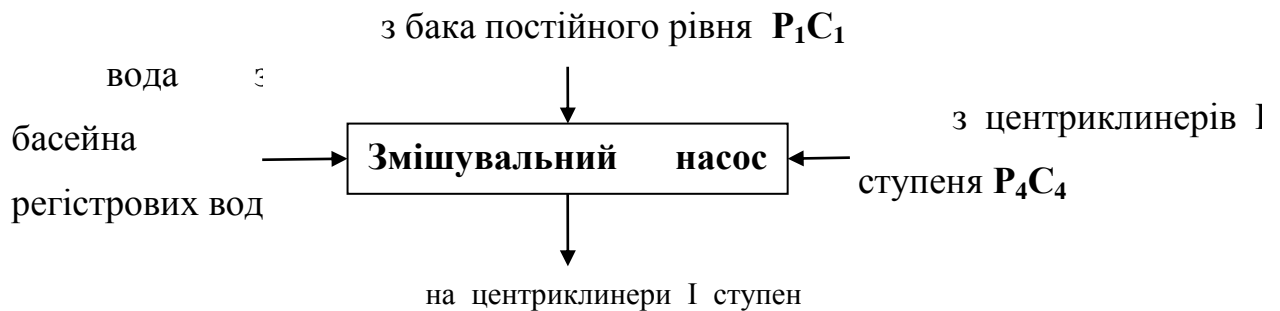 з бака постійного рівня P₁C₁
вода з
басейна
регістрових вод
Змішувальний насос
з центриклинерів І
ступеня P₄C₄
на центриклинери І ступен